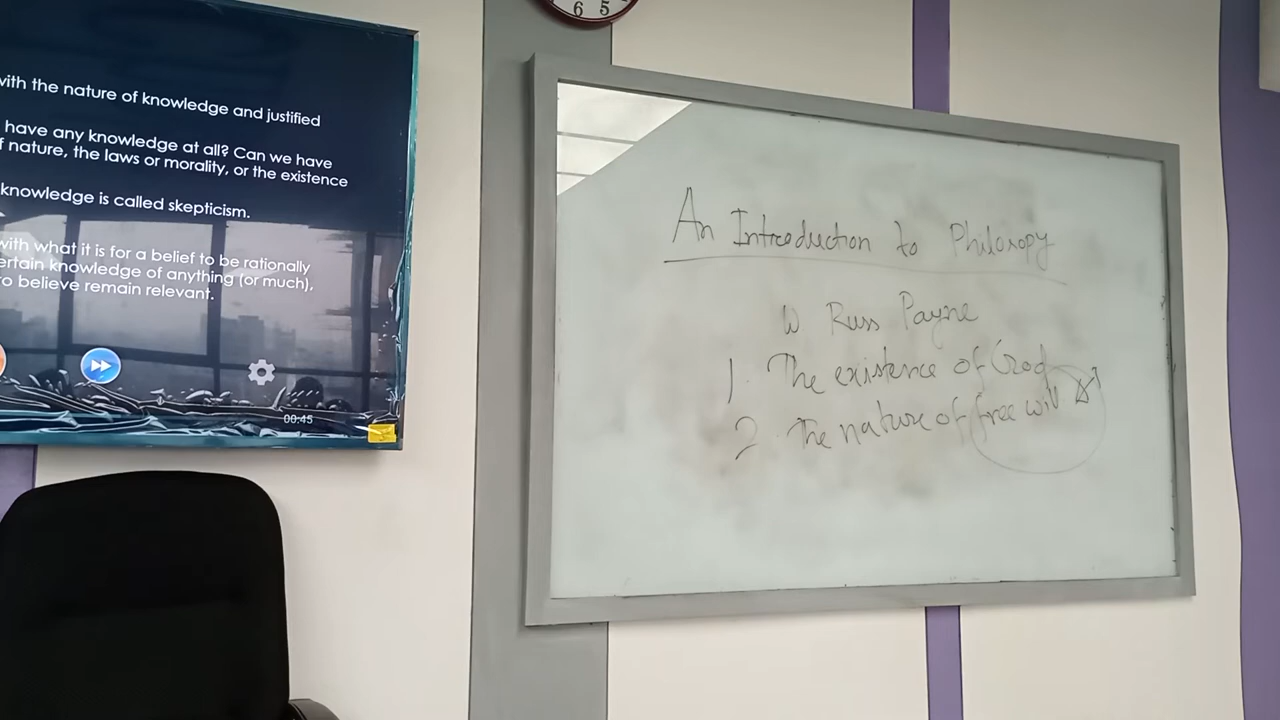 with the nature of knowledge and justified
have any knowledge at all? Can we have
f nature, the laws or morality, or the existence
knowledge is called skepticism.
with what it is for a belief to be rationally
ertain knowledge of anything (or much),
o believe remain relevant.
00:45
6 5
An Introduction to Philosopy
W Russ Payne
1. The existence of God
2. The nature of free will